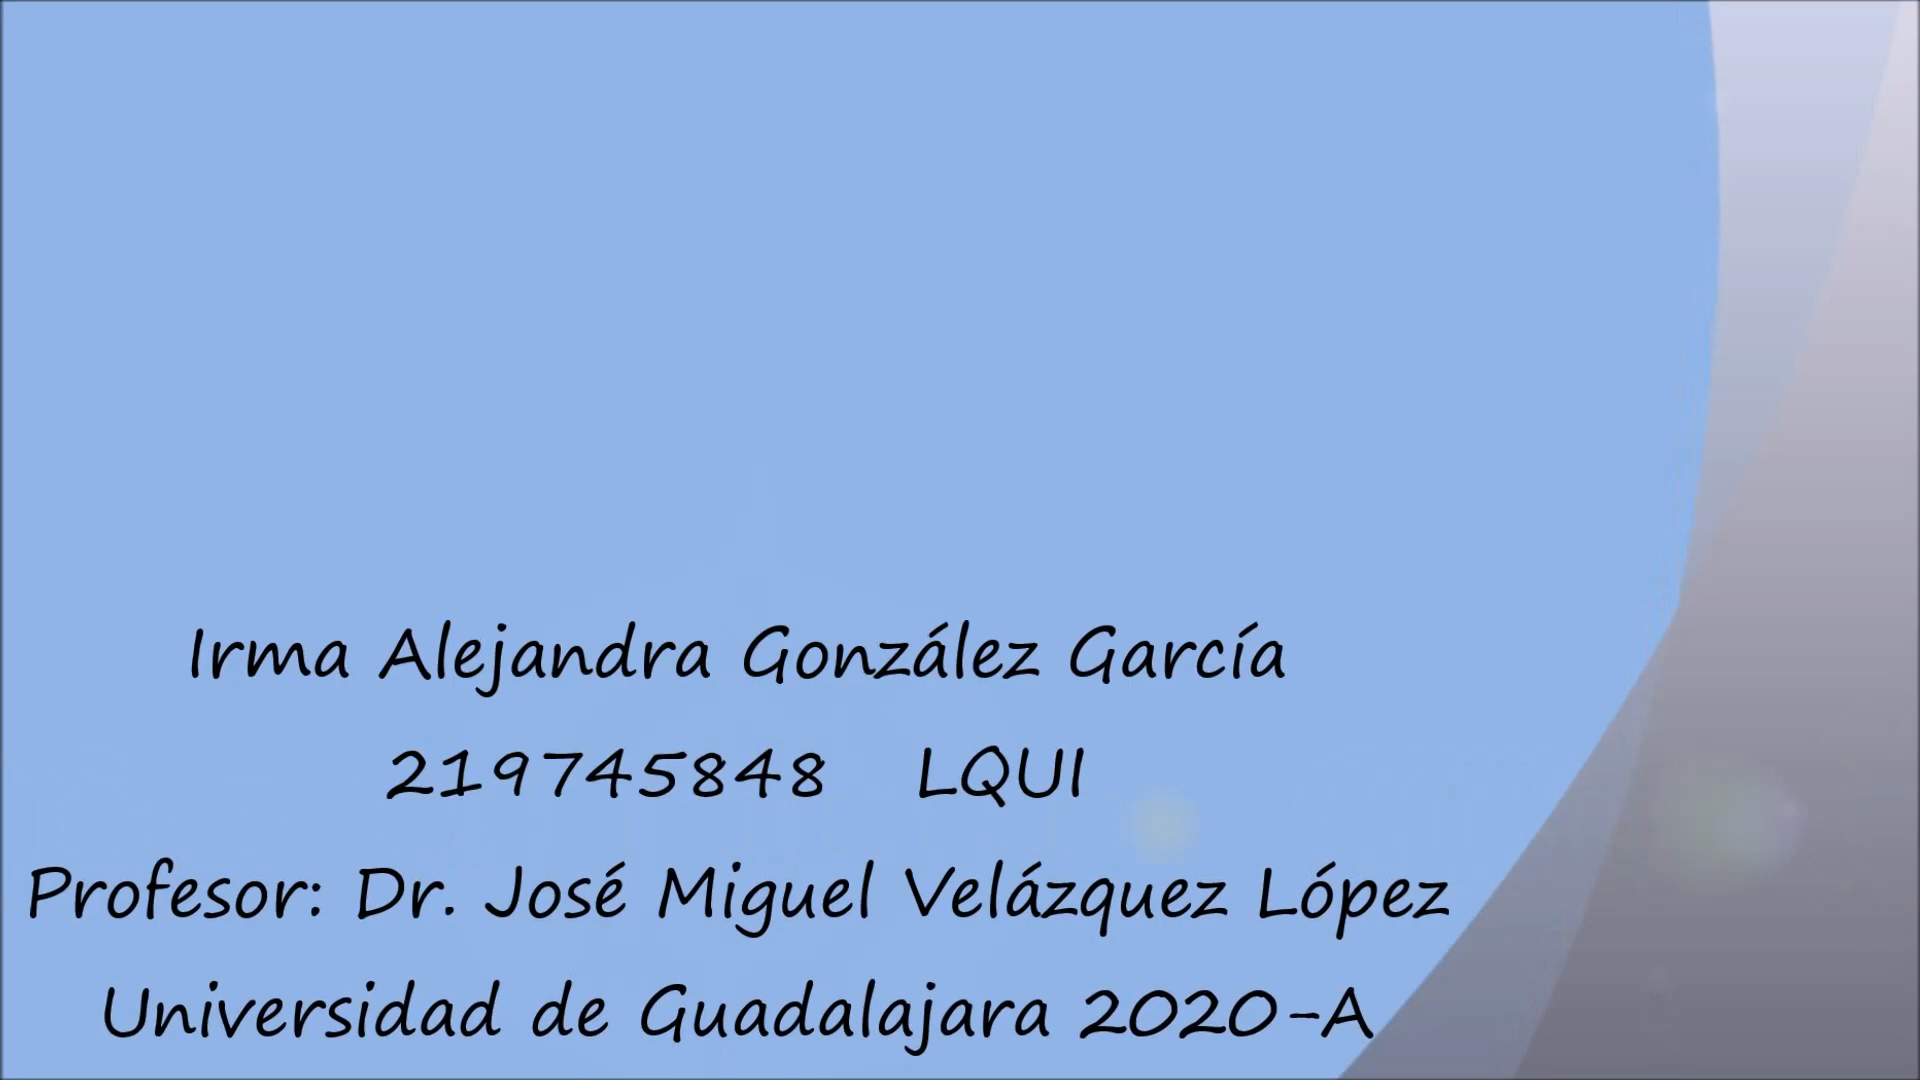 Irma Alejandra González García
219745848 LQUI
Profesor: Dr. José Miguel Velázquez López
Universidad de Guadalajara 2020-A